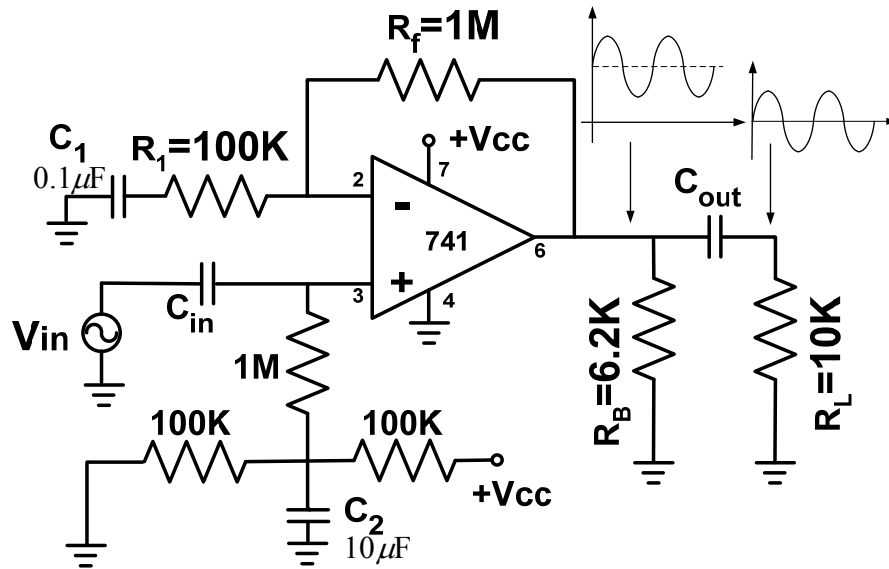 R_f=1M
C_1
0.1μF
R_1=100K
+Vcc
7
2
-
741
6
+
3
4
C_out
C_in
Vin
1M
R_B=6.2K
R_L=10K
100K
100K
+Vcc
C_2
10μF